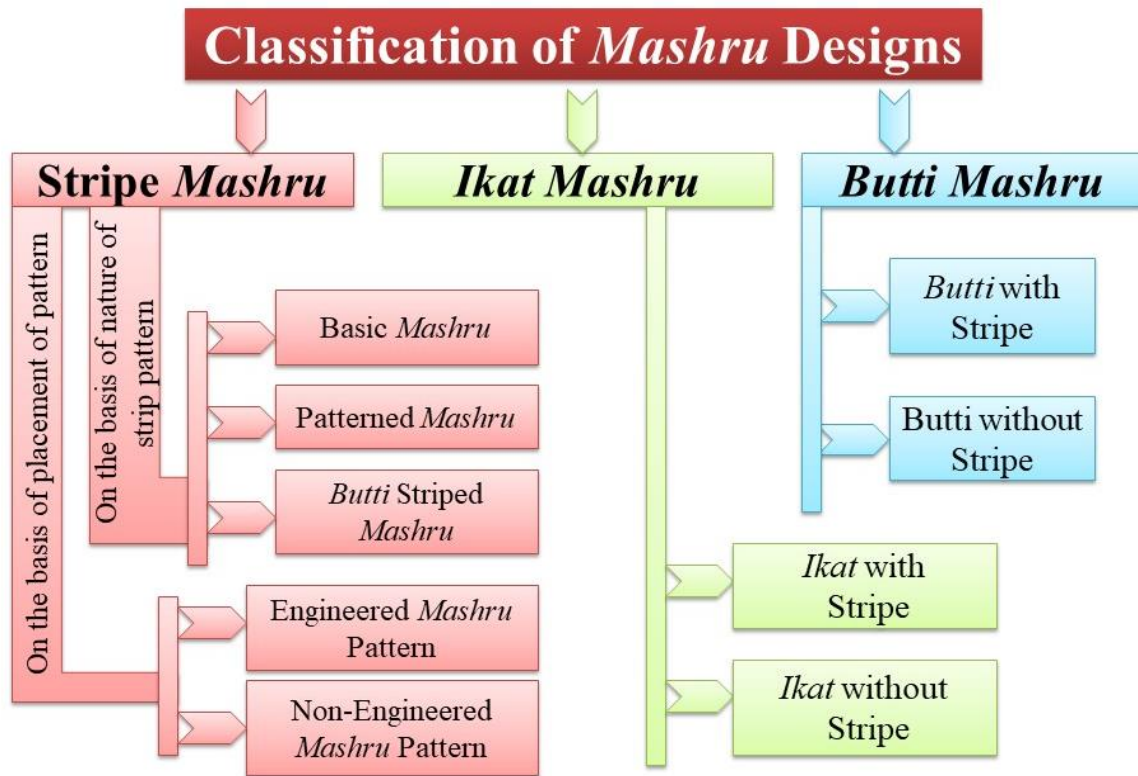 Classification of Mashru Designs
Stripe Mashru
On the basis of placement of pattern
On the basis of nature of
strip pattern
Basic Mashru
Patterned Mashru
Butti Striped
Mashru
Engineered Mashru
Pattern
Non-Engineered
Mashru Pattern
Ikat Mashru
Ikat with
Stripe
Ikat without
Stripe
Butti Mashru
Butti with
Stripe
Butti without
Stripe